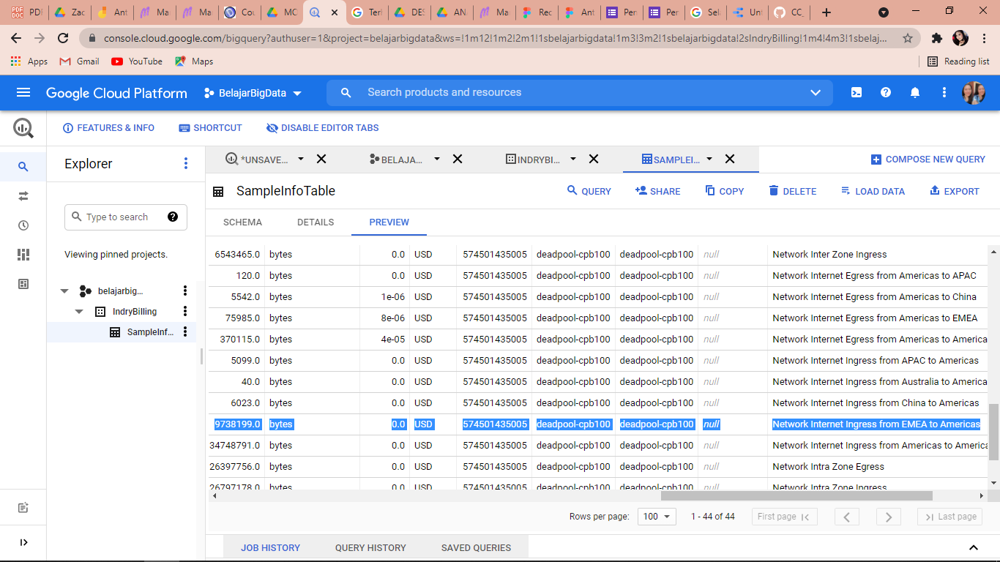 PDF DOC PDF Zac Ant Ma Ma Cou MC Terl DES AN Ma Rec Ant Per Per Sela Unt CC_
console.cloud.google.com/bigquery?authuser=1&project=belajarbigdata&ws=!1m12!1m2!2m1!1sbelajarbigdata!1m3!3m2!1sbelajarbigdata!2sIndryBilling!1m4!4m3!1sbelaj...
Apps Gmail YouTube Maps Reading list
Google Cloud Platform BelajarBigData Search products and resources
FEATURES & INFO SHORTCUT DISABLE EDITOR TABS
Explorer *UNSAVE... BELAJA... INDRYBI... SAMPLEI... COMPOSE NEW QUERY
SampleInfoTable QUERY SHARE COPY DELETE LOAD DATA EXPORT
Type to search
SCHEMA DETAILS PREVIEW
Viewing pinned projects.
belajarbig...
IndryBilling
SampleInf...
6543465.0 bytes 0.0 USD 574501435005 deadpool-cpb100 deadpool-cpb100 null Network Inter Zone Ingress
120.0 bytes 0.0 USD 574501435005 deadpool-cpb100 deadpool-cpb100 null Network Internet Egress from Americas to APAC
5542.0 bytes 1e-06 USD 574501435005 deadpool-cpb100 deadpool-cpb100 null Network Internet Egress from Americas to China
75985.0 bytes 8e-06 USD 574501435005 deadpool-cpb100 deadpool-cpb100 null Network Internet Egress from Americas to EMEA
370115.0 bytes 4e-05 USD 574501435005 deadpool-cpb100 deadpool-cpb100 null Network Internet Egress from Americas to America
5099.0 bytes 0.0 USD 574501435005 deadpool-cpb100 deadpool-cpb100 null Network Internet Ingress from APAC to Americas
40.0 bytes 0.0 USD 574501435005 deadpool-cpb100 deadpool-cpb100 null Network Internet Ingress from Australia to America
6023.0 bytes 0.0 USD 574501435005 deadpool-cpb100 deadpool-cpb100 null Network Internet Ingress from China to Americas
9738199.0 bytes 0.0 USD 574501435005 deadpool-cpb100 deadpool-cpb100 null Network Internet Ingress from EMEA to Americas
34748791.0 bytes 0.0 USD 574501435005 deadpool-cpb100 deadpool-cpb100 null Network Internet Ingress from Americas to America
26397756.0 bytes 0.0 USD 574501435005 deadpool-cpb100 deadpool-cpb100 null Network Intra Zone Egress
26797178.0 bytes 0.0 USD 574501435005 deadpool-cpb100 deadpool-cpb100 null Network Intra Zone Ingress
Rows per page: 100 1 - 44 of 44 First page Last page
JOB HISTORY QUERY HISTORY SAVED QUERIES